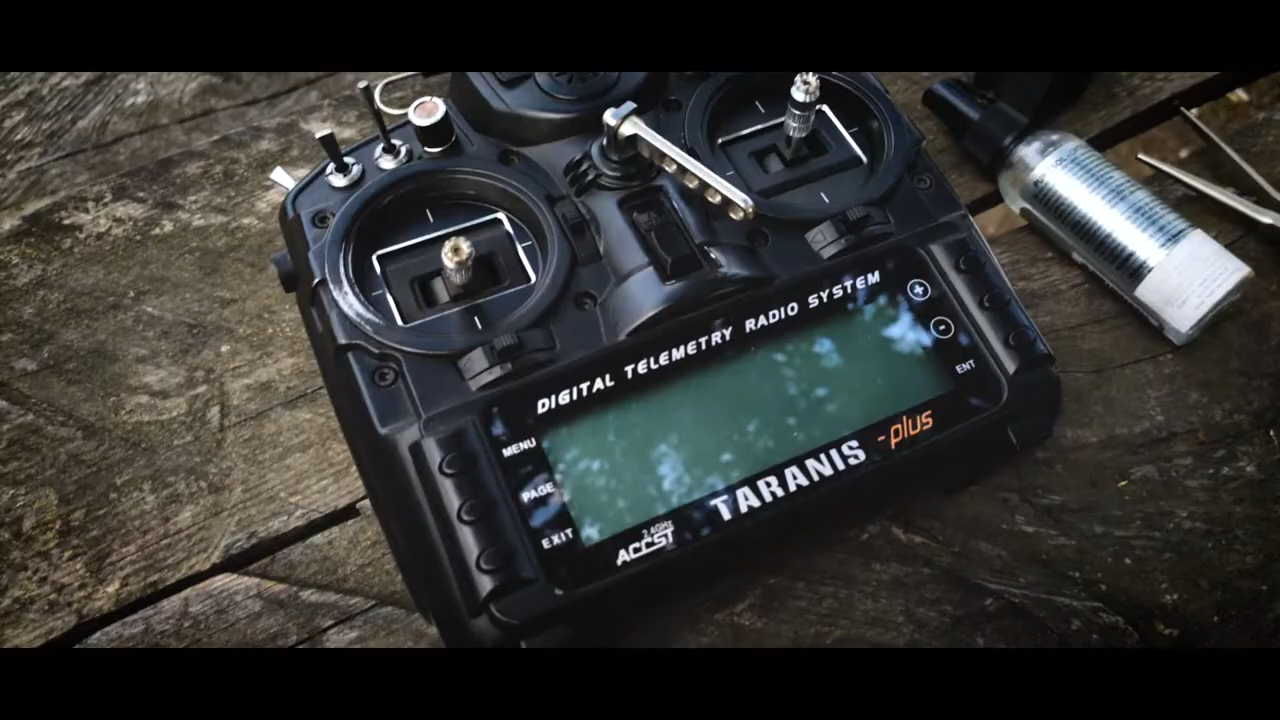 DIGITAL TELEMETRY RADIO SYSTEM
+
-
ENT
MENU
PAGE
EXIT
TARANIS -plus
2.4GHz
ACCST